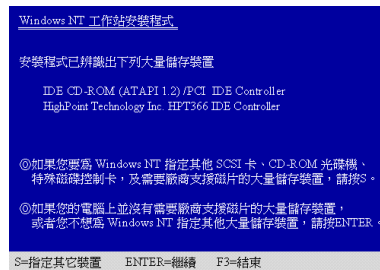 Windows NT 工作站安裝程式
安裝程式已辨識出下列大量儲存裝置
IDE CD-ROM (ATAPI 1.2) /PCI IDE Controller
HighPoint Technology Inc. HPT366 IDE Controller
◎如果您要為 Windows NT 指定其他 SCSI 卡、CD-ROM 光碟機、
特殊磁碟控制卡，及需要廠商支援磁片的大量儲存裝置，請按S。
◎如果您的電腦上並沒有需要廠商支援磁片的大量儲存裝置，
或者您不想為 Windows NT 指定其他大量儲存裝置，請按ENTER。
S=指定其它裝置 ENTER=繼續 F3=結束